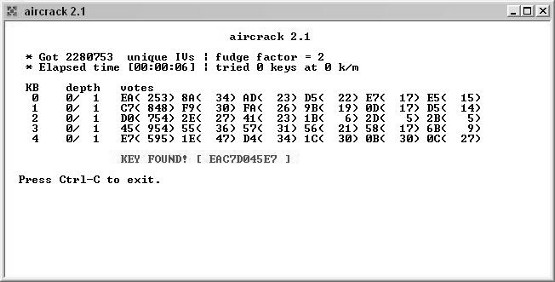 aircrack 2.1
aircrack 2.1
* Got 2280753 unique IVs ¦ fudge factor = 2
* Elapsed time [00:00:06] ¦ tried 0 keys at 0 k/m
KB depth votes
0 0/ 1 EA( 253) 8A( 34) AD( 23) D5( 22) E7( 17) E5( 15)
1 0/ 1 C7( 848) F9( 30) FA( 26) 9B( 19) 0D( 17) D5( 14)
2 0/ 1 D0( 754) 2E( 27) 41( 23) 1B( 6) 2D( 5) 2B( 5)
3 0/ 1 45( 954) 55( 36) 57( 31) 56( 21) 58( 17) 6B( 9)
4 0/ 1 E7( 595) 1E( 47) D4( 34) 1C( 30) 0B( 30) 0C( 27)
KEY FOUND! [ EAC7D045E7 ]
Press Ctrl-C to exit.